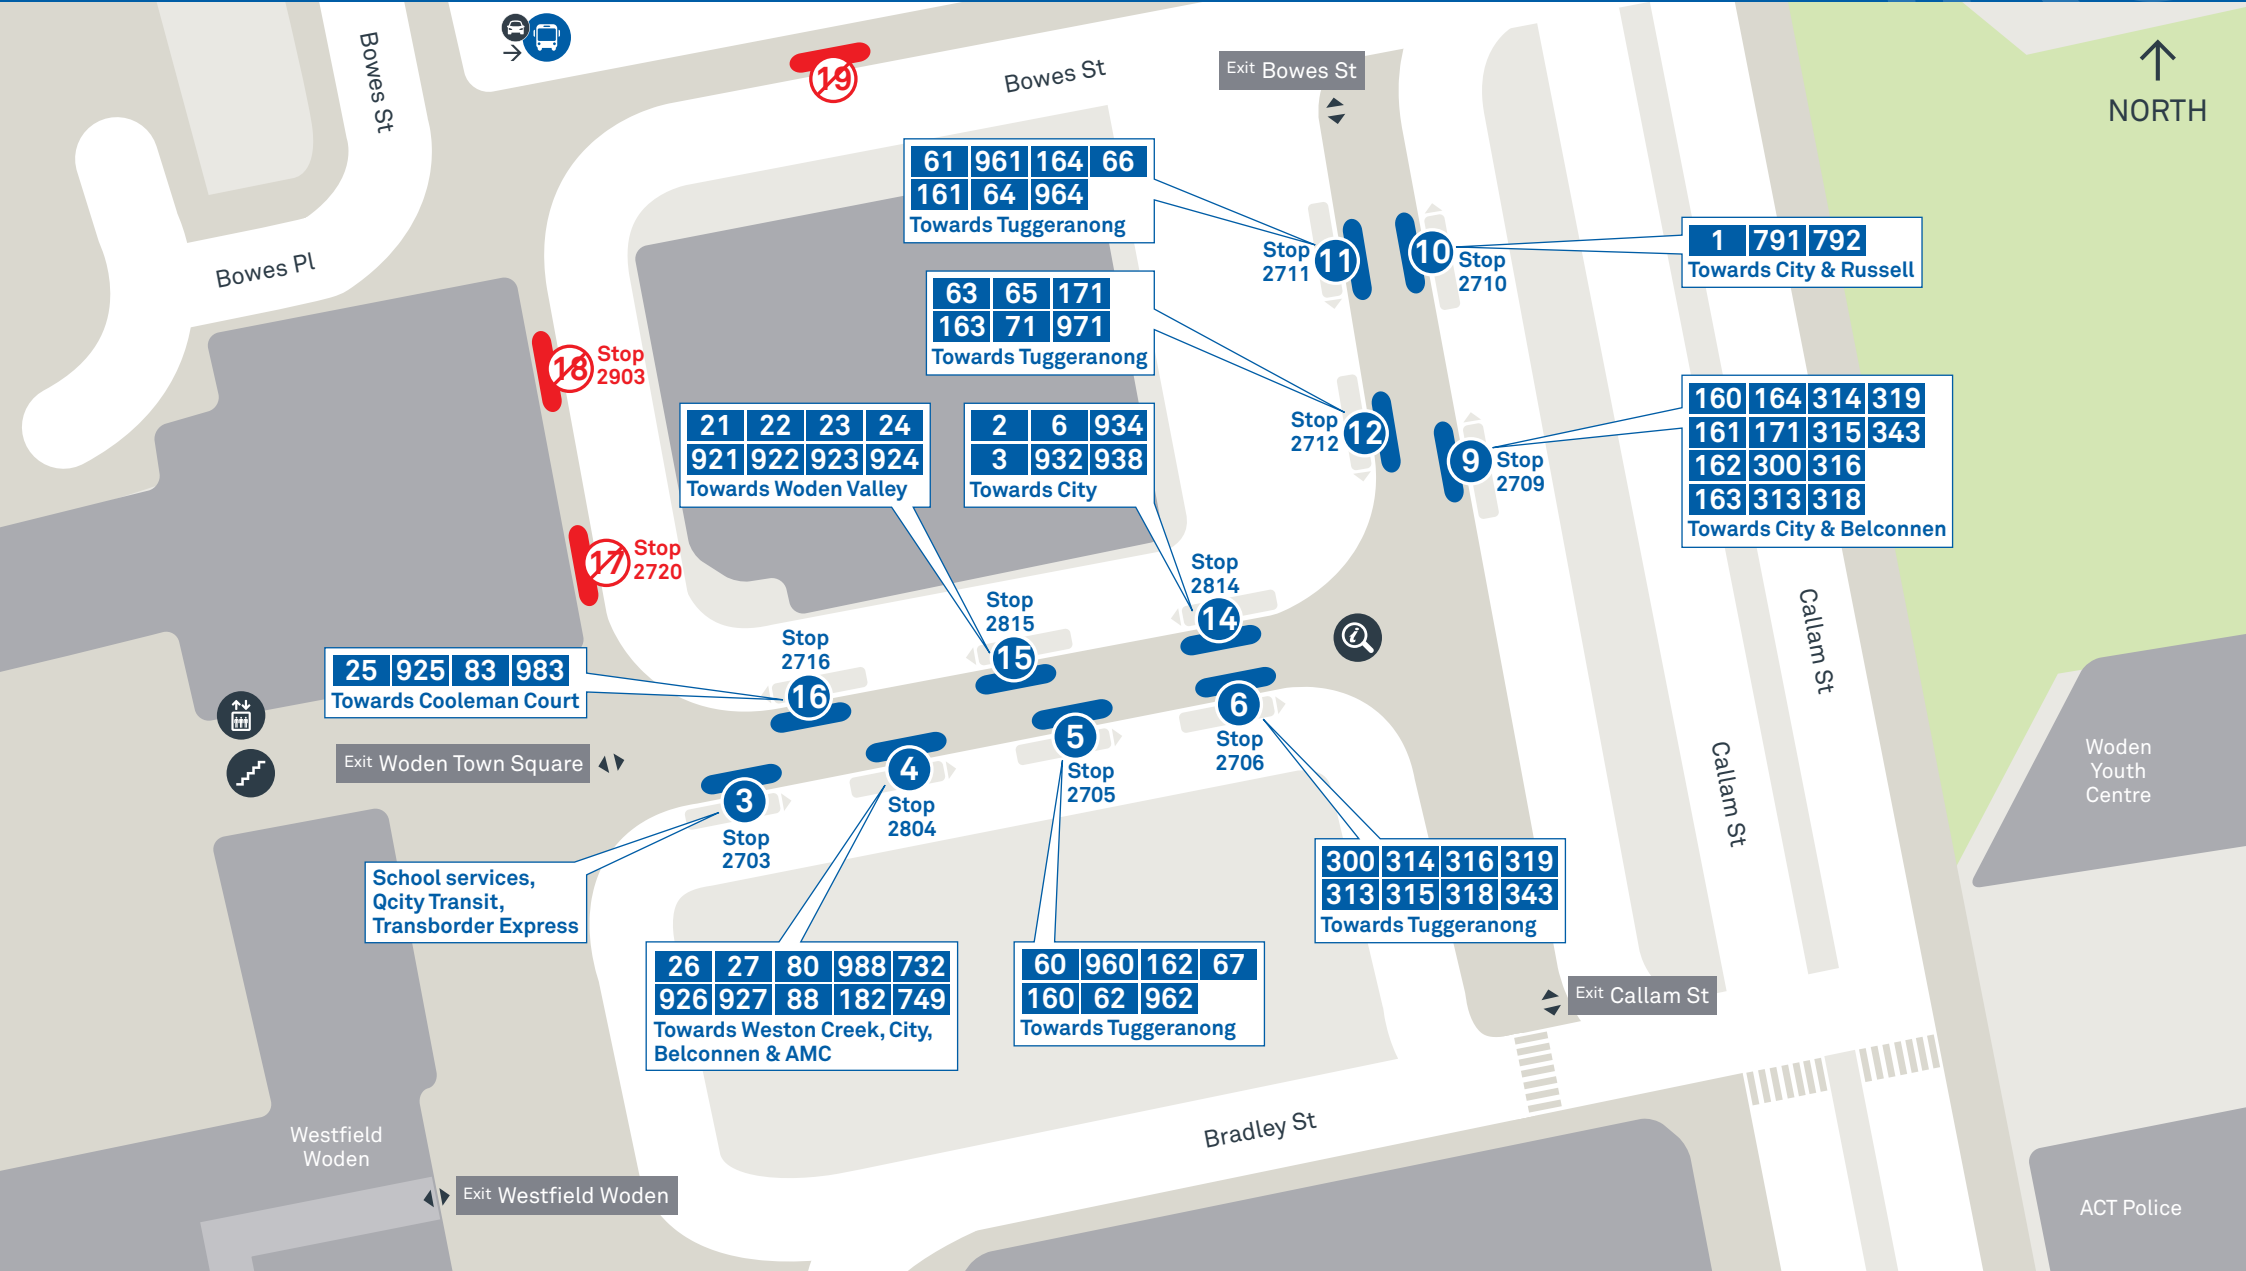 Bowes St
19
Bowes St
Exit Bowes St
NORTH
61 961 164 66
161 64 964
Towards Tuggeranong
Stop
2711
11
10
Stop
2710
1 791 792
Towards City & Russell
Bowes Pl
63 65 171
163 71 971
Towards Tuggeranong
18
Stop
2903
Stop
2712
12
9
Stop
2709
160 164 314 319
161 171 315 343
162 300 316
163 313 318
Towards City & Belconnen
21 22 23 24
921 922 923 924
Towards Woden Valley
2 6 934
3 932 938
Towards City
17
Stop
2720
Stop
2814
14
Stop
2815
15
Stop
2716
16
25 925 83 983
Towards Cooleman Court
Callam St
Exit Woden Town Square
3
Stop
2703
4
Stop
2804
5
Stop
2705
6
Stop
2706
Callam St
Woden
Youth
Centre
School services,
Qcity Transit,
Transborder Express
300 314 316 319
313 315 318 343
Towards Tuggeranong
26 27 80 988 732
926 927 88 182 749
Towards Weston Creek, City,
Belconnen & AMC
60 960 162 67
160 62 962
Towards Tuggeranong
Exit Callam St
Westfield
Woden
Bradley St
Exit Westfield Woden
ACT Police